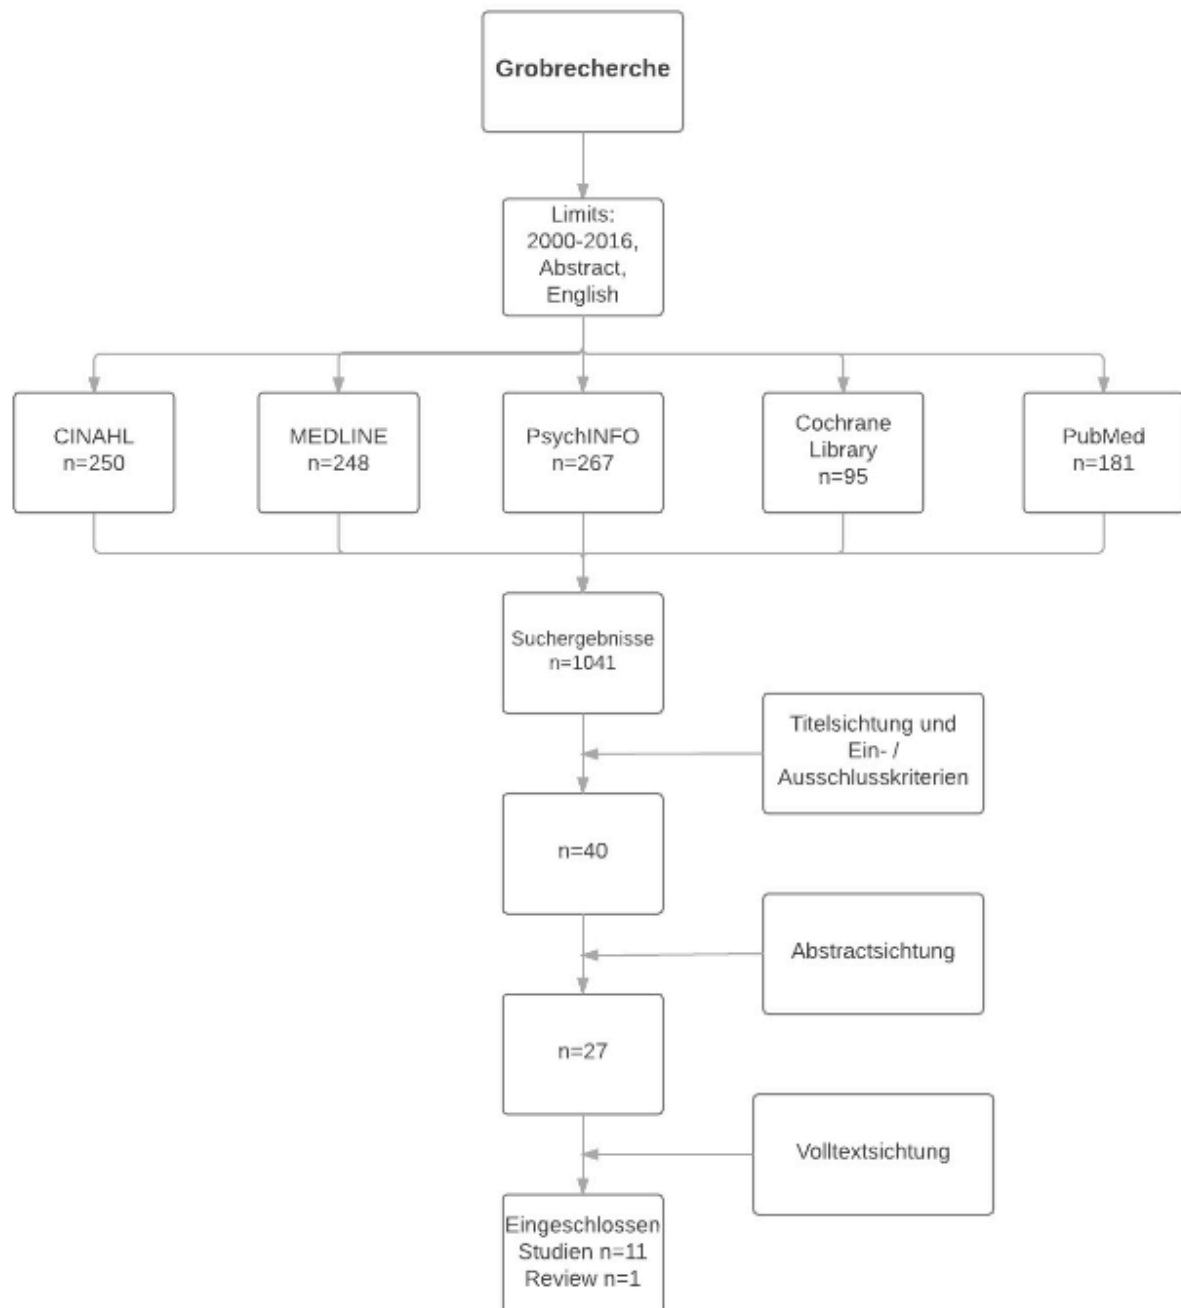 Grobrecherche
Limits:
2000-2016,
Abstract,
English
CINAHL
n=250
MEDLINE
n=248
PsychINFO
n=267
Cochrane
Library
n=95
PubMed
n=181
Suchergebnisse
n=1041
Titelsichtung und
Ein- /
Ausschlusskriterien
n=40
Abstractsichtung
n=27
Volltextsichtung
Eingeschlossen
Studien n=11
Review n=1